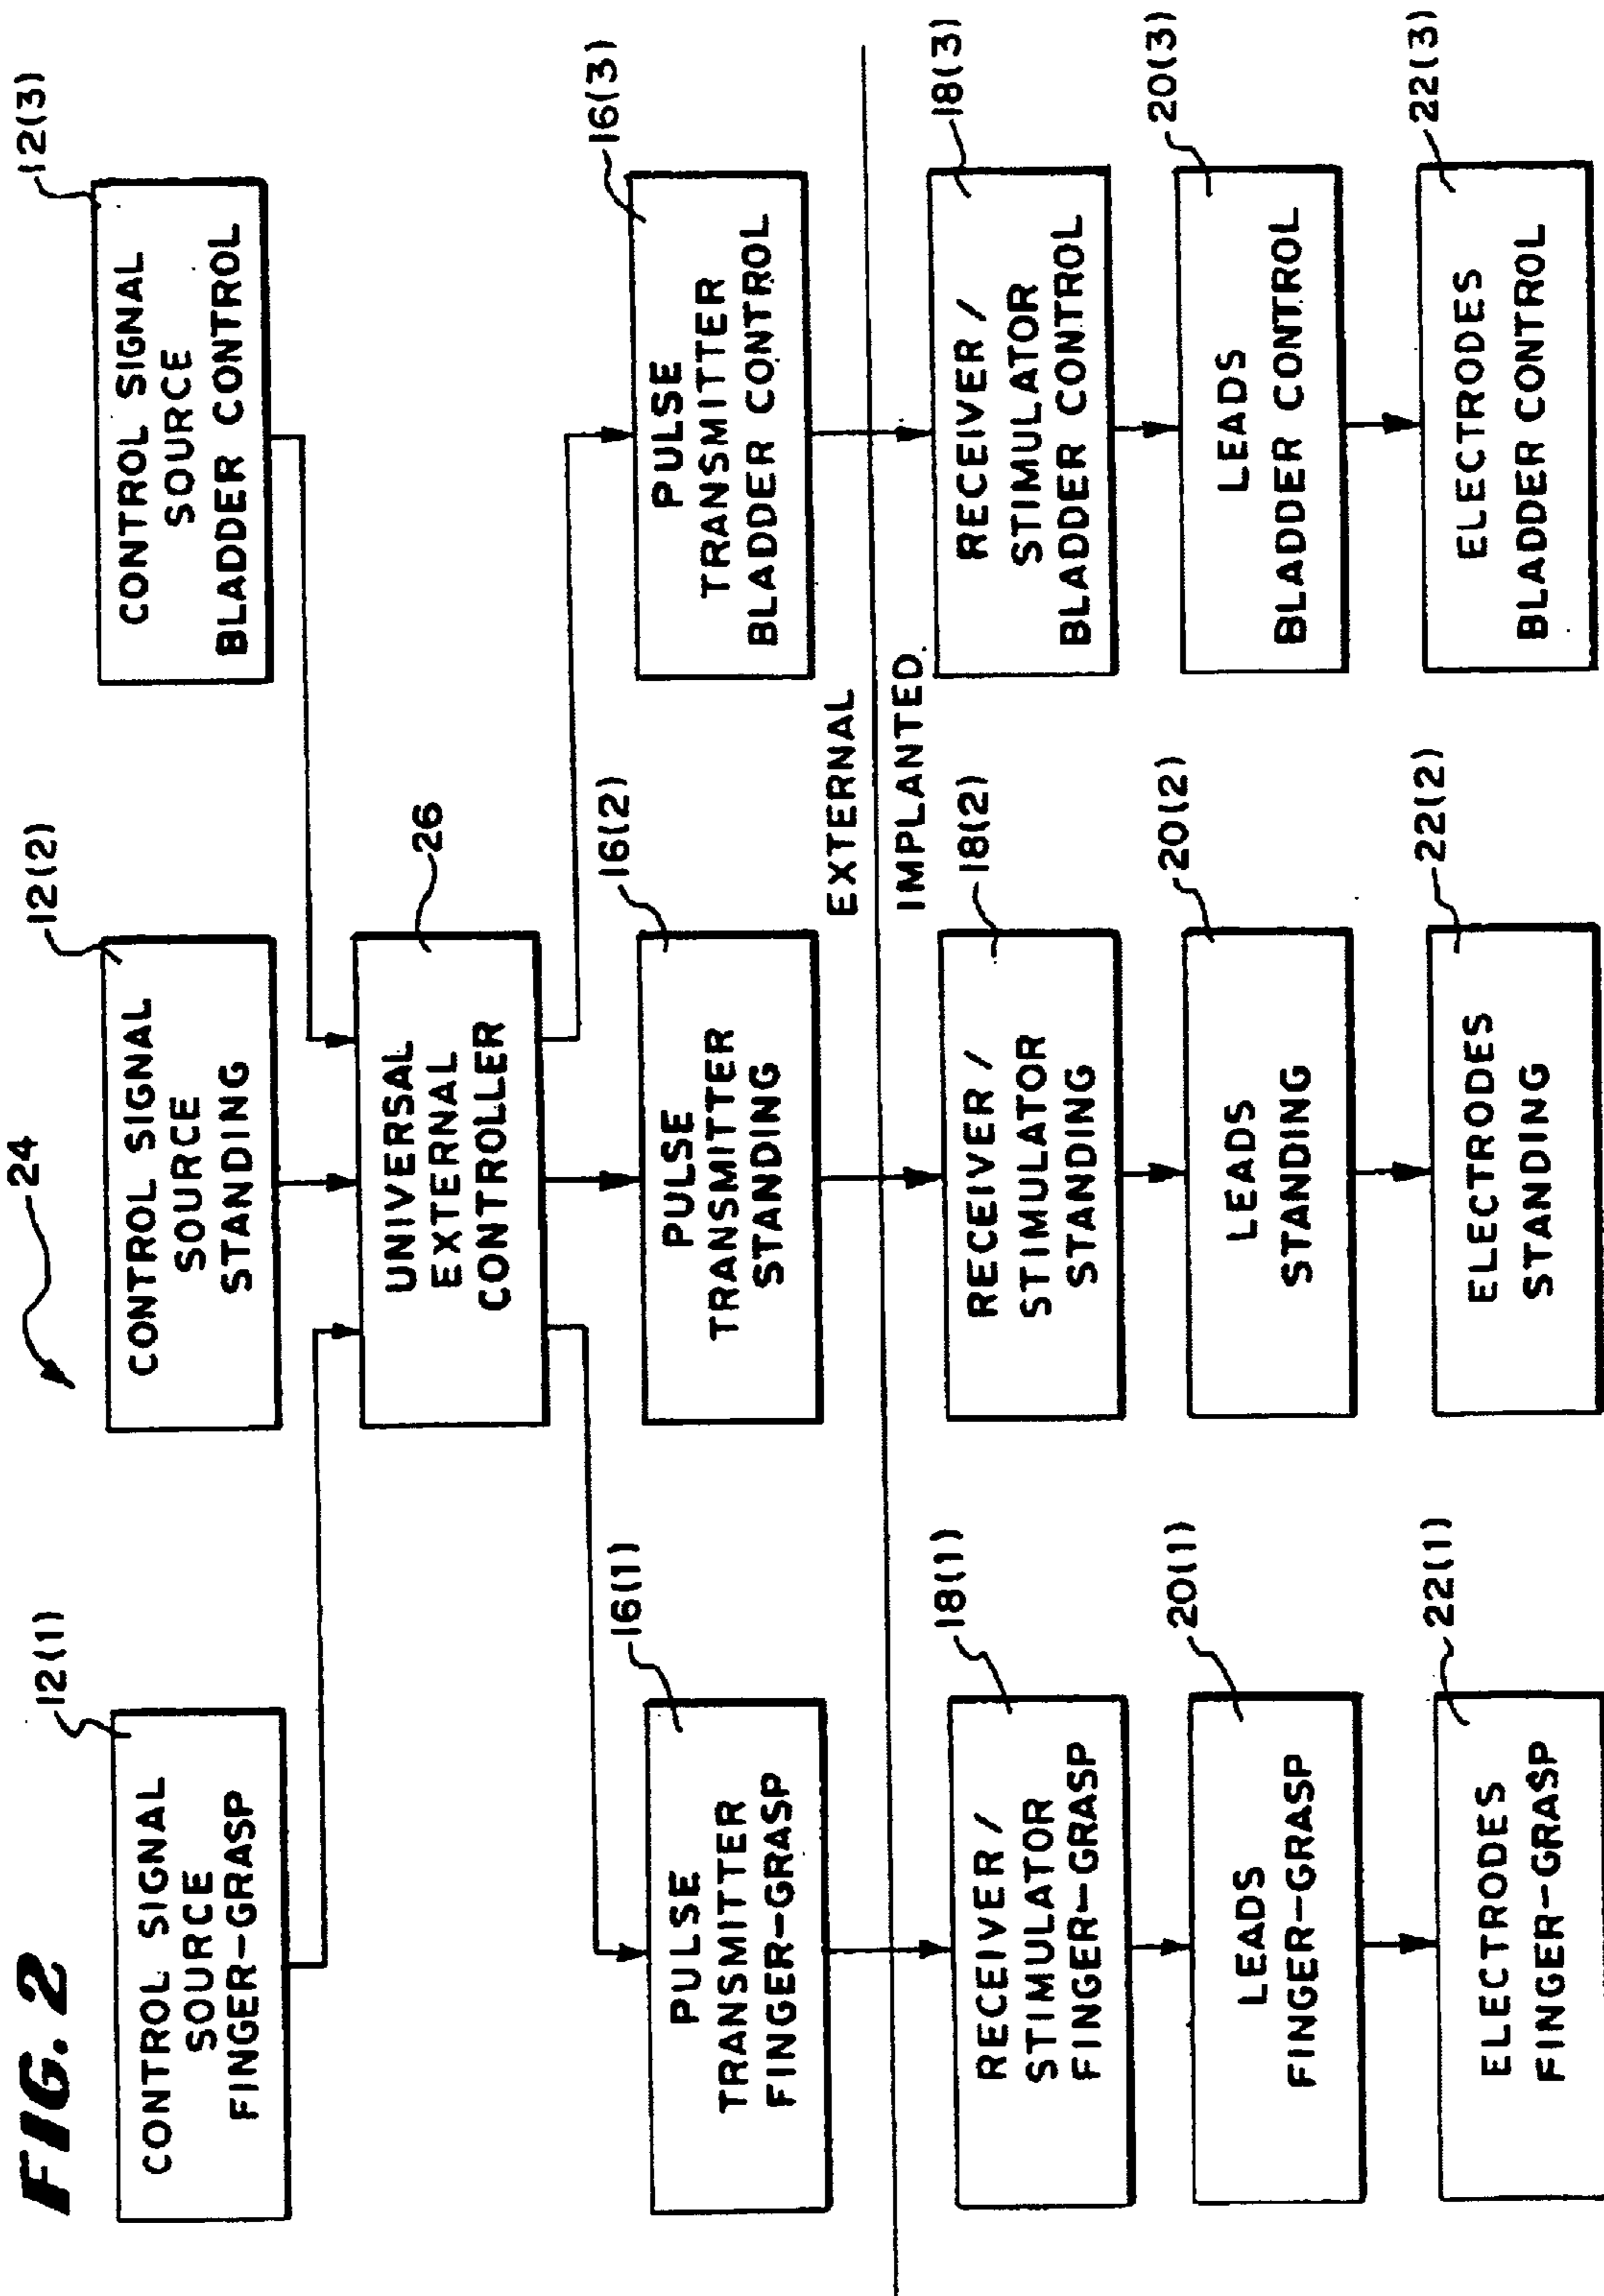 FIG. 2
24
12(1)
CONTROL SIGNAL
SOURCE
FINGER-GRASP
12(2)
CONTROL SIGNAL
SOURCE
STANDING
12(3)
CONTROL SIGNAL
SOURCE
BLADDER CONTROL
26
UNIVERSAL
EXTERNAL
CONTROLLER
16(1)
PULSE
TRANSMITTER
FINGER-GRASP
16(2)
PULSE
TRANSMITTER
STANDING
16(3)
PULSE
TRANSMITTER
BLADDER CONTROL
EXTERNAL
IMPLANTED.
18(1)
RECEIVER /
STIMULATOR
FINGER-GRASP
18(2)
RECEIVER /
STIMULATOR
STANDING
18(3)
RECEIVER /
STIMULATOR
BLADDER CONTROL
20(1)
LEADS
FINGER-GRASP
20(2)
LEADS
STANDING
20(3)
LEADS
BLADDER CONTROL
22(1)
ELECTRODES
FINGER-GRASP
22(2)
ELECTRODES
STANDING
22(3)
ELECTRODES
BLADDER CONTROL